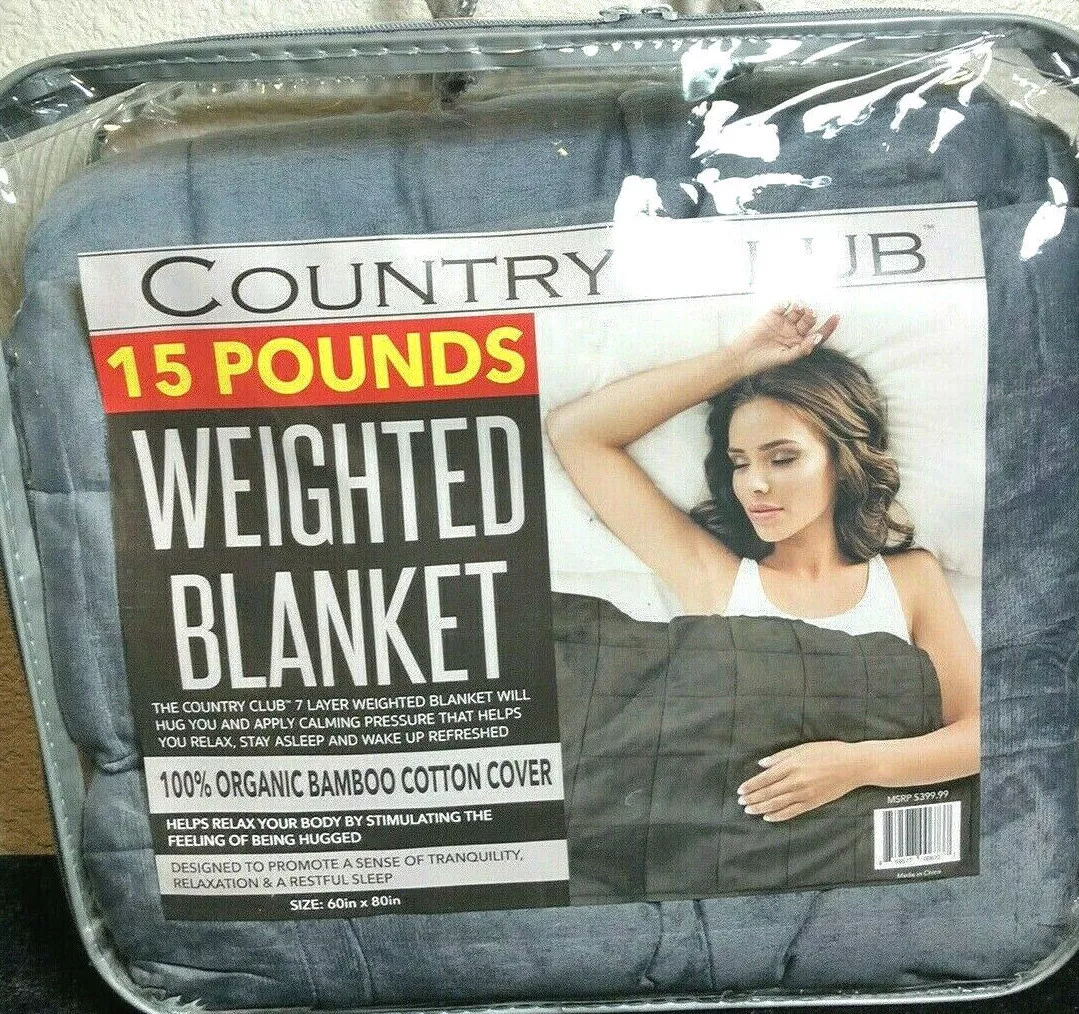 COUNTRY UB™
15 POUNDS
WEIGHTED
BLANKET
THE COUNTRY CLUB™ 7 LAYER WEIGHTED BLANKET WILL
HUG YOU AND APPLY CALMING PRESSURE THAT HELPS
YOU RELAX, STAY ASLEEP AND WAKE UP REFRESHED
100% ORGANIC BAMBOO COTTON COVER
HELPS RELAX YOUR BODY BY STIMULATING THE
FEELING OF BEING HUGGED
DESIGNED TO PROMOTE A SENSE OF TRANQUILITY,
RELAXATION & A RESTFUL SLEEP
SIZE: 60in x 80in
MSRP $399.99
Made in China